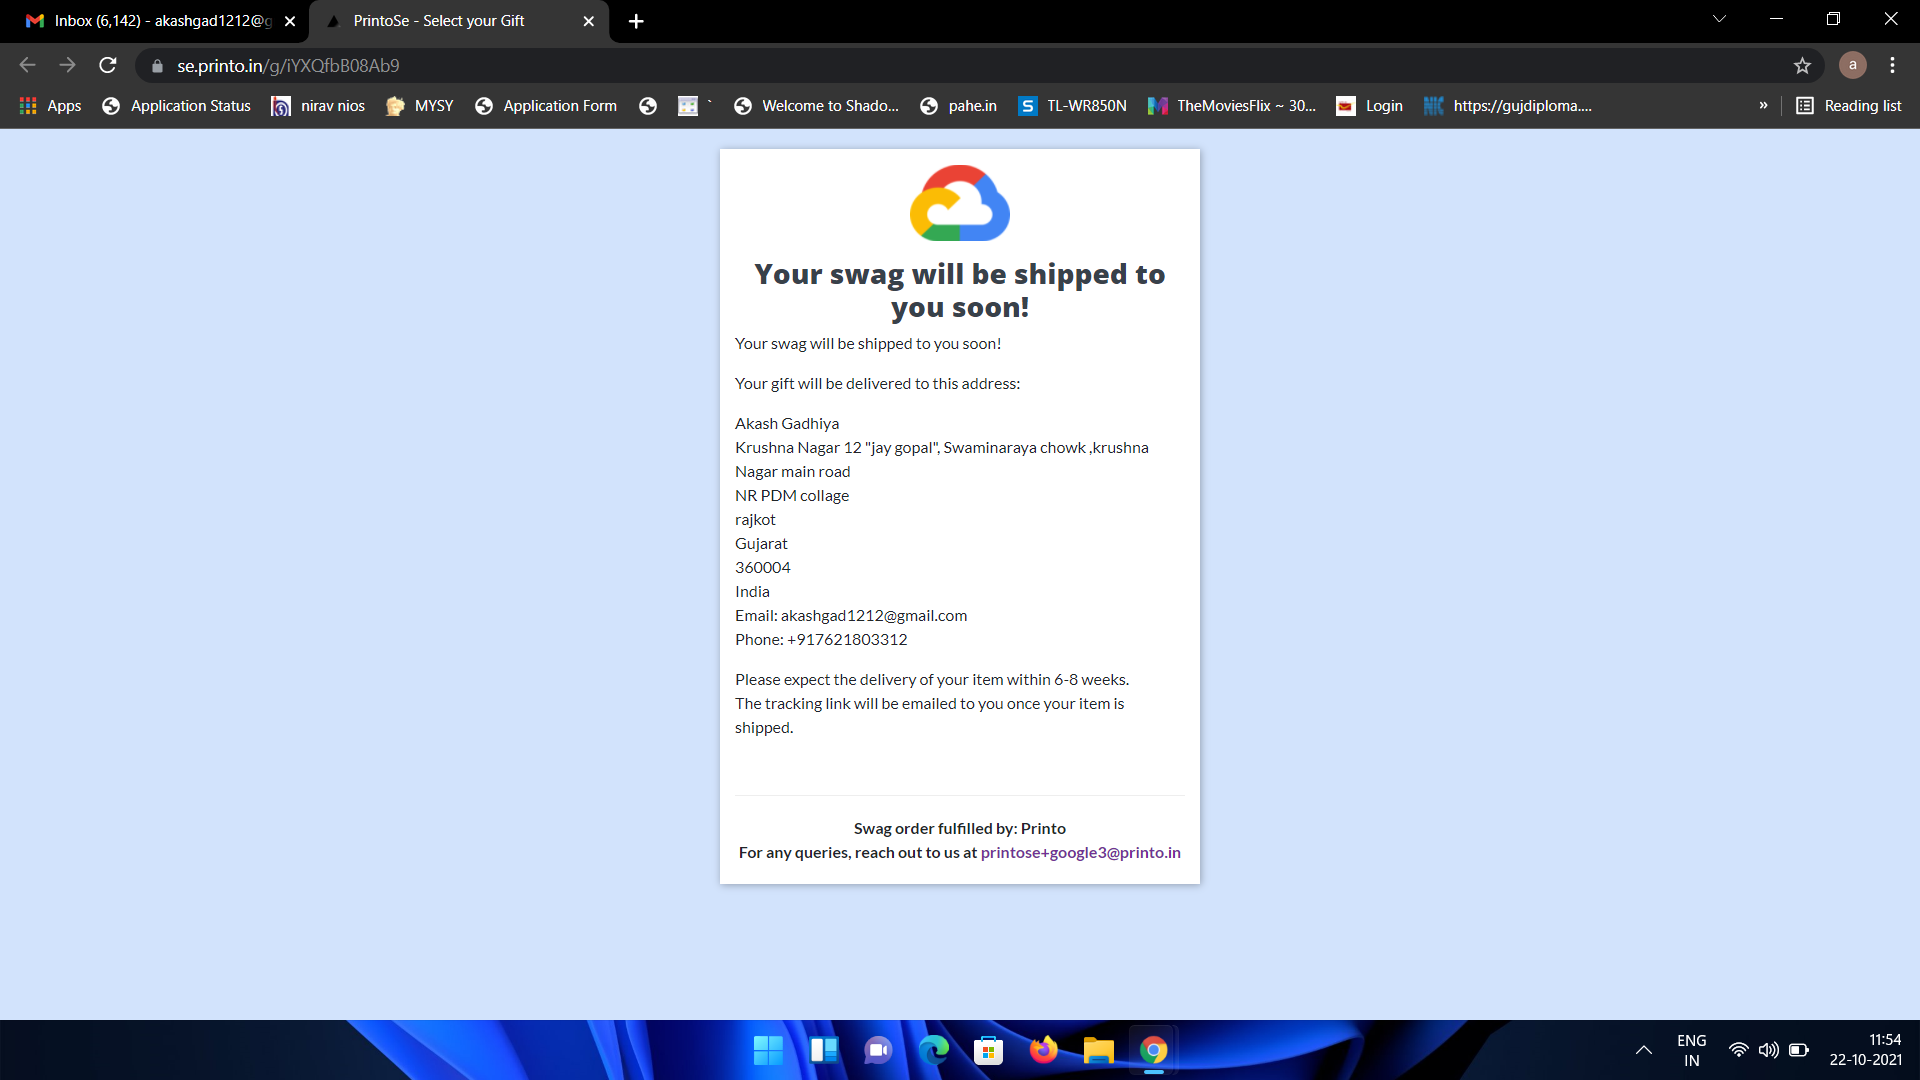 Inbox (6,142) - akashgad1212@g
PrintoSe - Select your Gift
se.printo.in/g/iYXQfbB08Ab9
a
Apps
Application Status
nirav nios
MYSY
Application Form
`
Welcome to Shado...
pahe.in
S TL-WR850N
TheMoviesFlix ~ 30...
Login
https://gujdiploma....
»
Reading list
Your swag will be shipped to
you soon!
Your swag will be shipped to you soon!
Your gift will be delivered to this address:
Akash Gadhiya
Krushna Nagar 12 "jay gopal", Swaminaraya chowk ,krushna
Nagar main road
NR PDM collage
rajkot
Gujarat
360004
India
Email: akashgad1212@gmail.com
Phone: +917621803312
Please expect the delivery of your item within 6-8 weeks.
The tracking link will be emailed to you once your item is
shipped.
Swag order fulfilled by: Printo
For any queries, reach out to us at printose+google3@printo.in
ENG
IN
11:54
22-10-2021